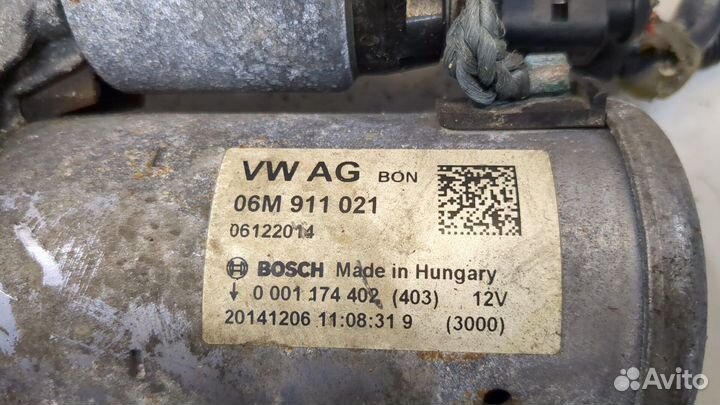 VW AG BON
06M 911 021
06122014
BOSCH Made in Hungary
0 001 174 402 (403) 12V
20141206 11:08:31 9 (3000)
Avito